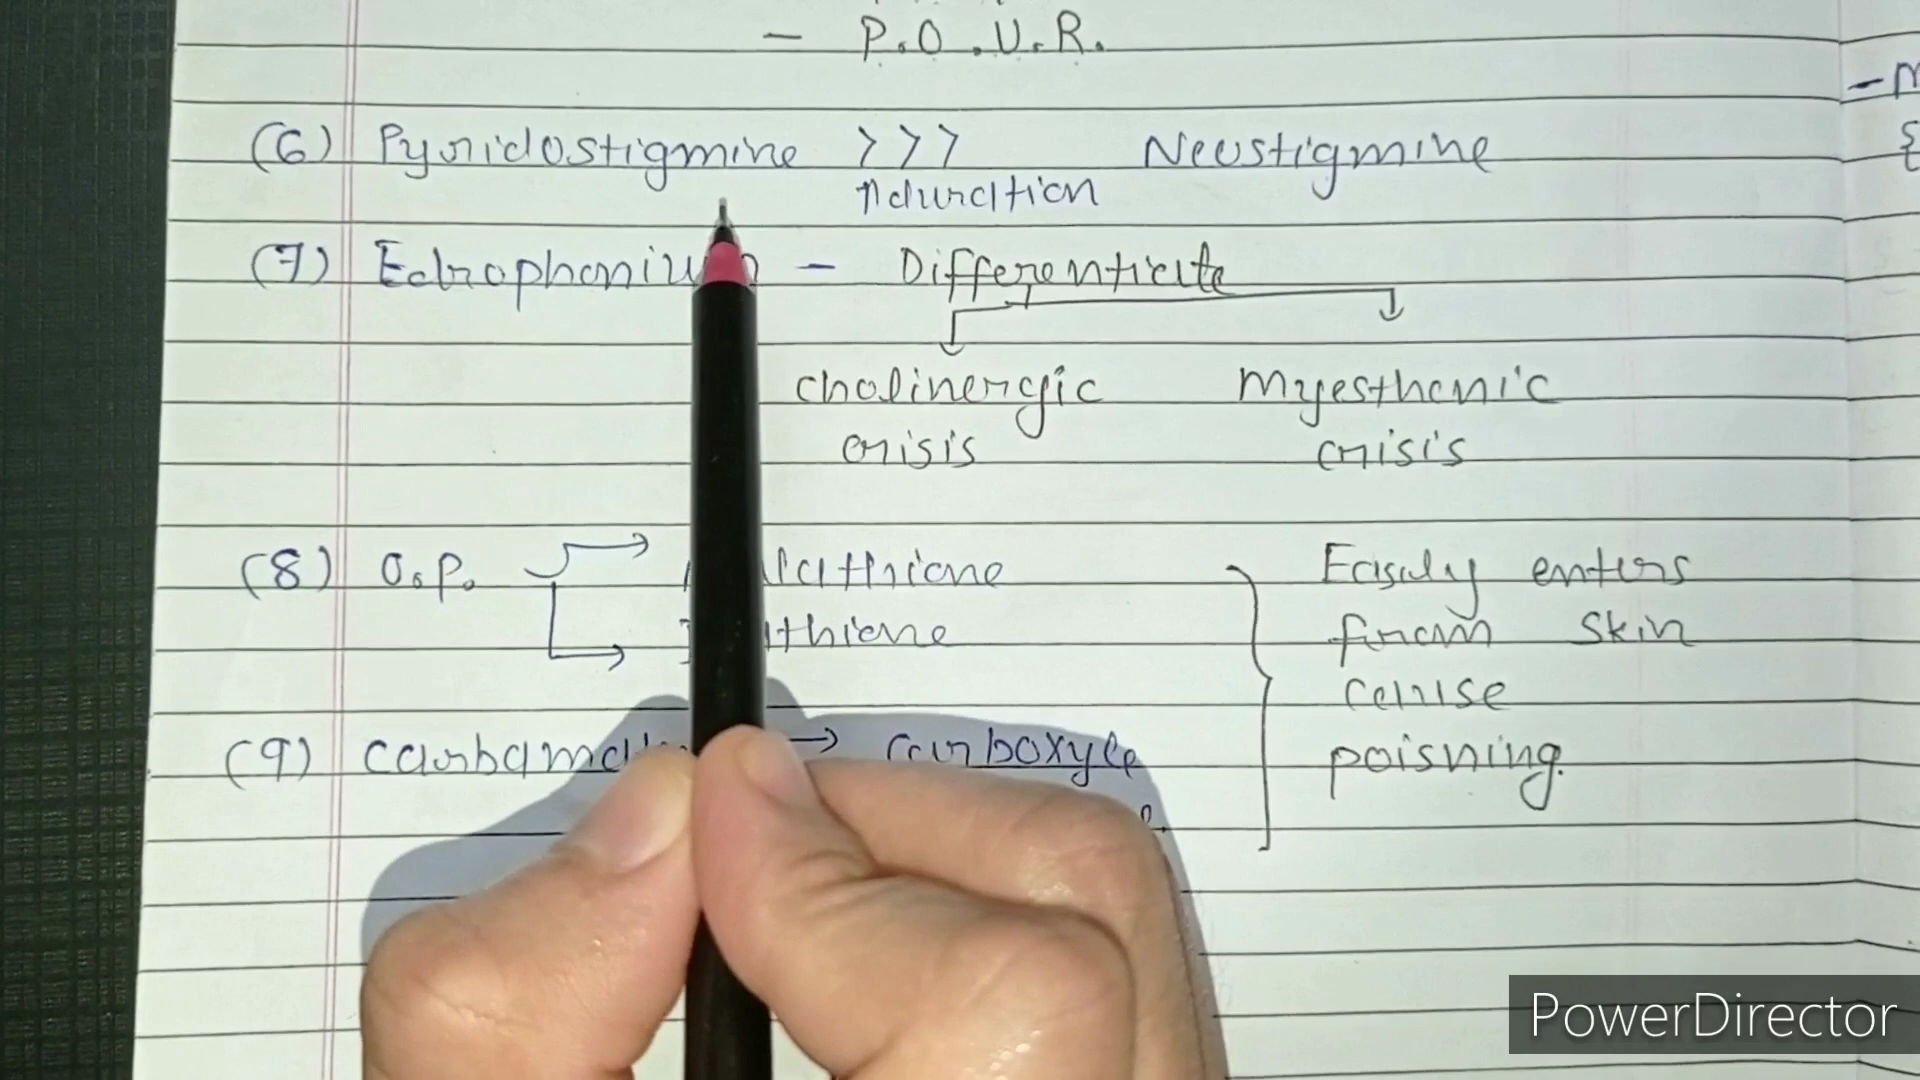 - P.O.U.R.
(6) Pyridostigmine >>> Neostigmine
↑duration
(7) Edrophonium - Differentiate
cholinergic myesthenic
crisis crisis
(8) O.P. → thione Easily enters
→ thione from skin
cause
(9) → carboxyle poisning.
PowerDirector